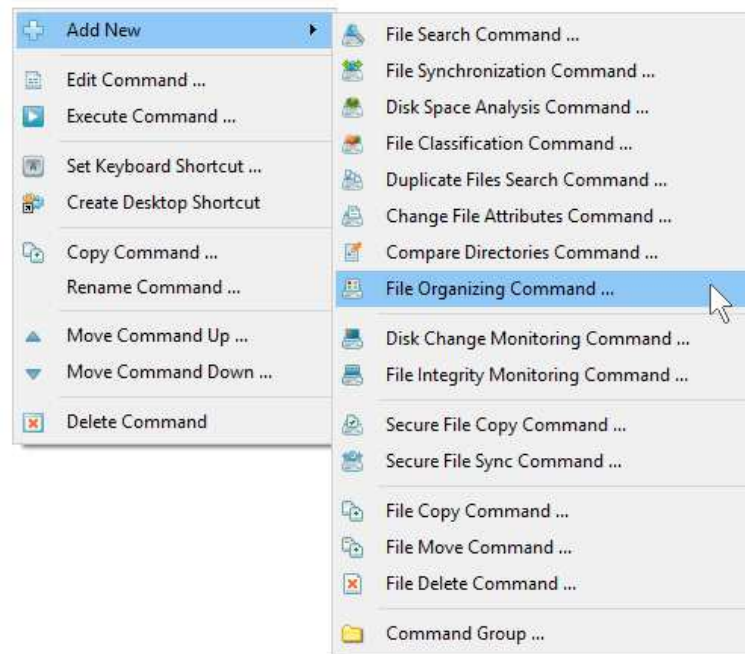 Add New
Edit Command ...
Execute Command ...
Set Keyboard Shortcut ...
Create Desktop Shortcut
Copy Command ...
Rename Command ...
Move Command Up ...
Move Command Down ...
Delete Command
File Search Command ...
File Synchronization Command ...
Disk Space Analysis Command ...
File Classification Command ...
Duplicate Files Search Command ...
Change File Attributes Command ...
Compare Directories Command ...
File Organizing Command ...
Disk Change Monitoring Command ...
File Integrity Monitoring Command ...
Secure File Copy Command ...
Secure File Sync Command ...
File Copy Command ...
File Move Command ...
File Delete Command ...
Command Group ...